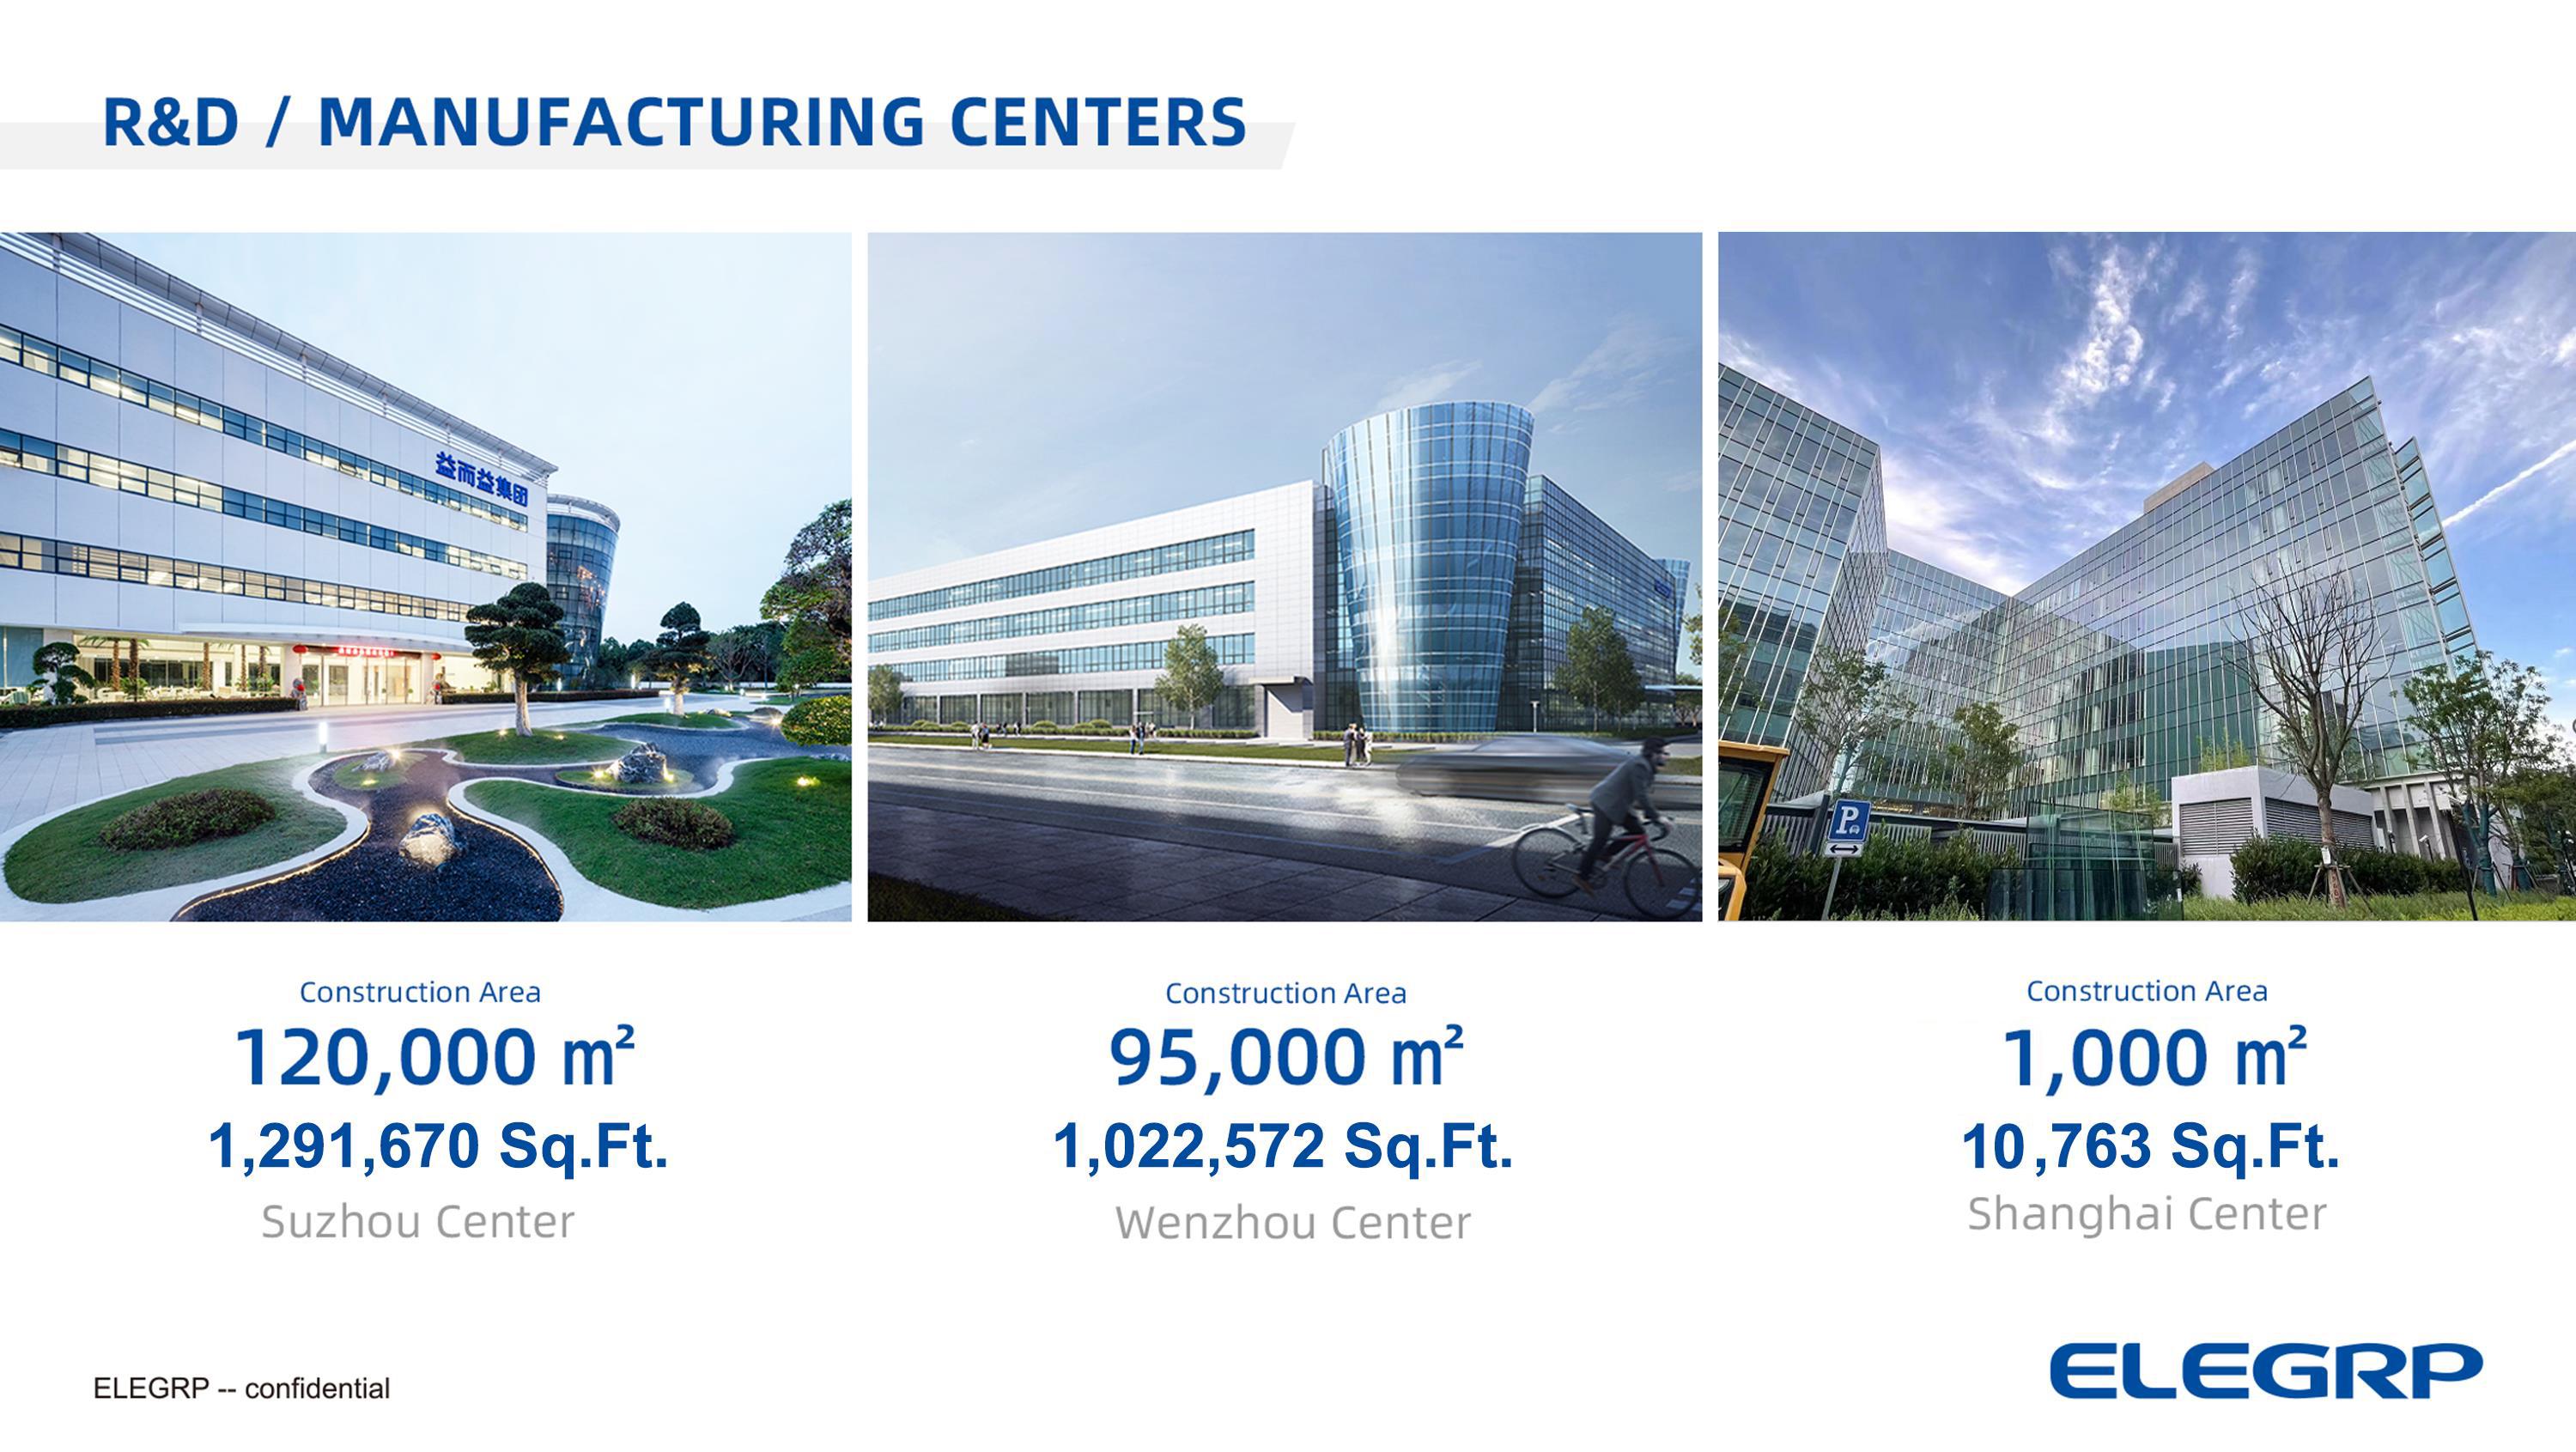 R&D / MANUFACTURING CENTERS
益而益集团
P
Construction Area
120,000 m²
1,291,670 Sq.Ft.
Suzhou Center
Construction Area
95,000 m²
1,022,572 Sq.Ft.
Wenzhou Center
Construction Area
1,000 m²
10,763 Sq.Ft.
Shanghai Center
ELEGRP -- confidential
ELEGRP